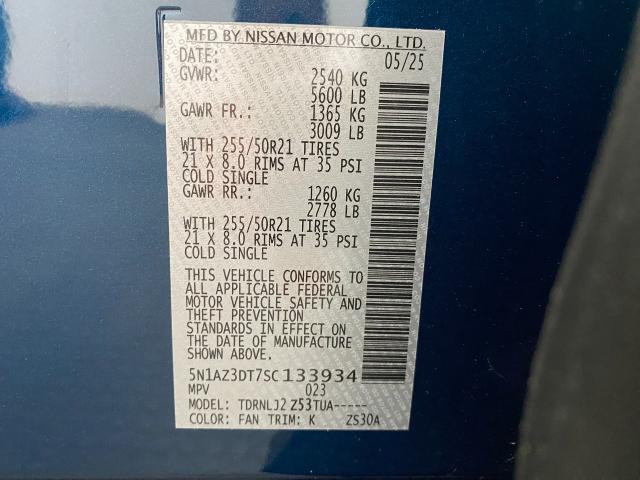 MFD BY NISSAN MOTOR CO., LTD.
DATE: 05/25
GVWR: 2540 KG
5600 LB
GAWR FR.: 1365 KG
3009 LB
WITH 255/50R21 TIRES
21 X 8.0 RIMS AT 35 PSI
COLD SINGLE
GAWR RR.: 1260 KG
2778 LB
WITH 255/50R21 TIRES
21 X 8.0 RIMS AT 35 PSI
COLD SINGLE
THIS VEHICLE CONFORMS TO
ALL APPLICABLE FEDERAL
MOTOR VEHICLE SAFETY AND
THEFT PREVENTION
STANDARDS IN EFFECT ON
THE DATE OF MANUFACTURE
SHOWN ABOVE
5N1AZ3DT7SC133934
MPV 023
MODEL: TDRNLJ2 Z53TUA-----
COLOR: FAN TRIM: K ZS30A